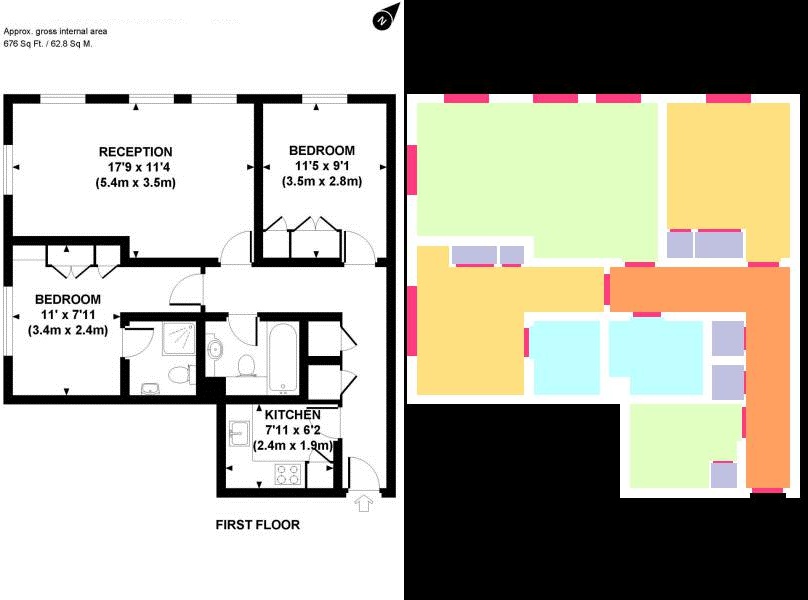 N
Approx. gross internal area
676 Sq Ft. / 62.8 Sq M.
RECEPTION
17'9 x 11'4
(5.4m x 3.5m)
BEDROOM
11'5 x 9'1
(3.5m x 2.8m)
BEDROOM
11' x 7'11
(3.4m x 2.4m)
KITCHEN
7'11 x 6'2
(2.4m x 1.9m)
FIRST FLOOR